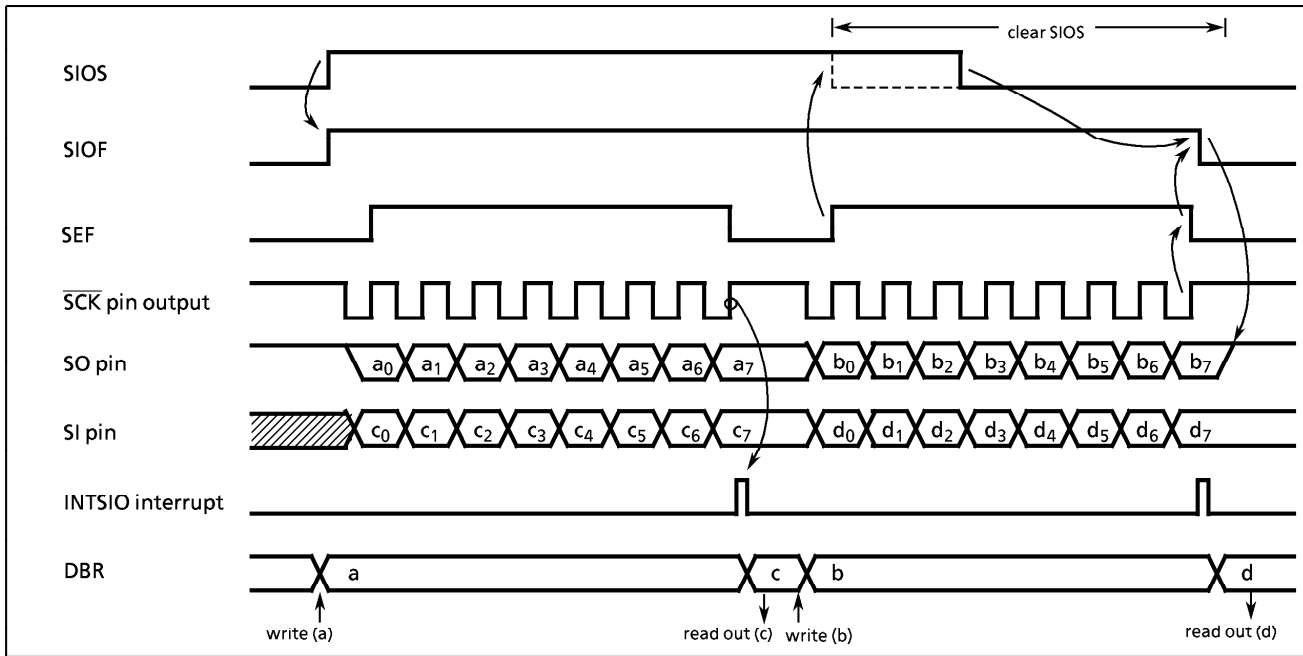 clear SIOS
SIOS
SIOF
SEF
SCK pin output
SO pin a0 a1 a2 a3 a4 a5 a6 a7 b0 b1 b2 b3 b4 b5 b6 b7
SI pin c0 c1 c2 c3 c4 c5 c6 c7 d0 d1 d2 d3 d4 d5 d6 d7
INTSIO interrupt
DBR a c b d
write (a) read out (c) write (b) read out (d)